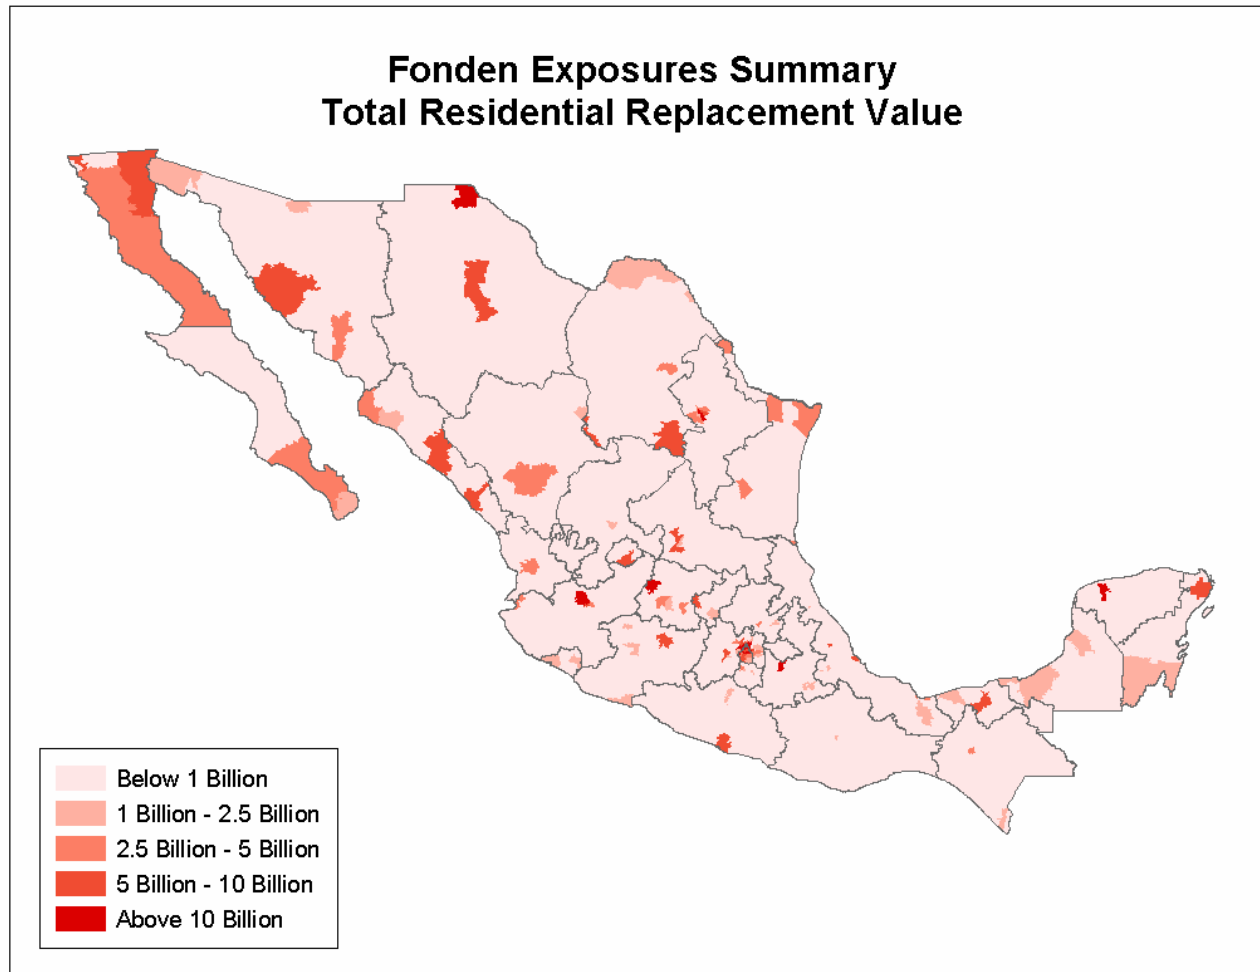 Fonden Exposures Summary
Total Residential Replacement Value
Below 1 Billion
1 Billion - 2.5 Billion
2.5 Billion - 5 Billion
5 Billion - 10 Billion
Above 10 Billion